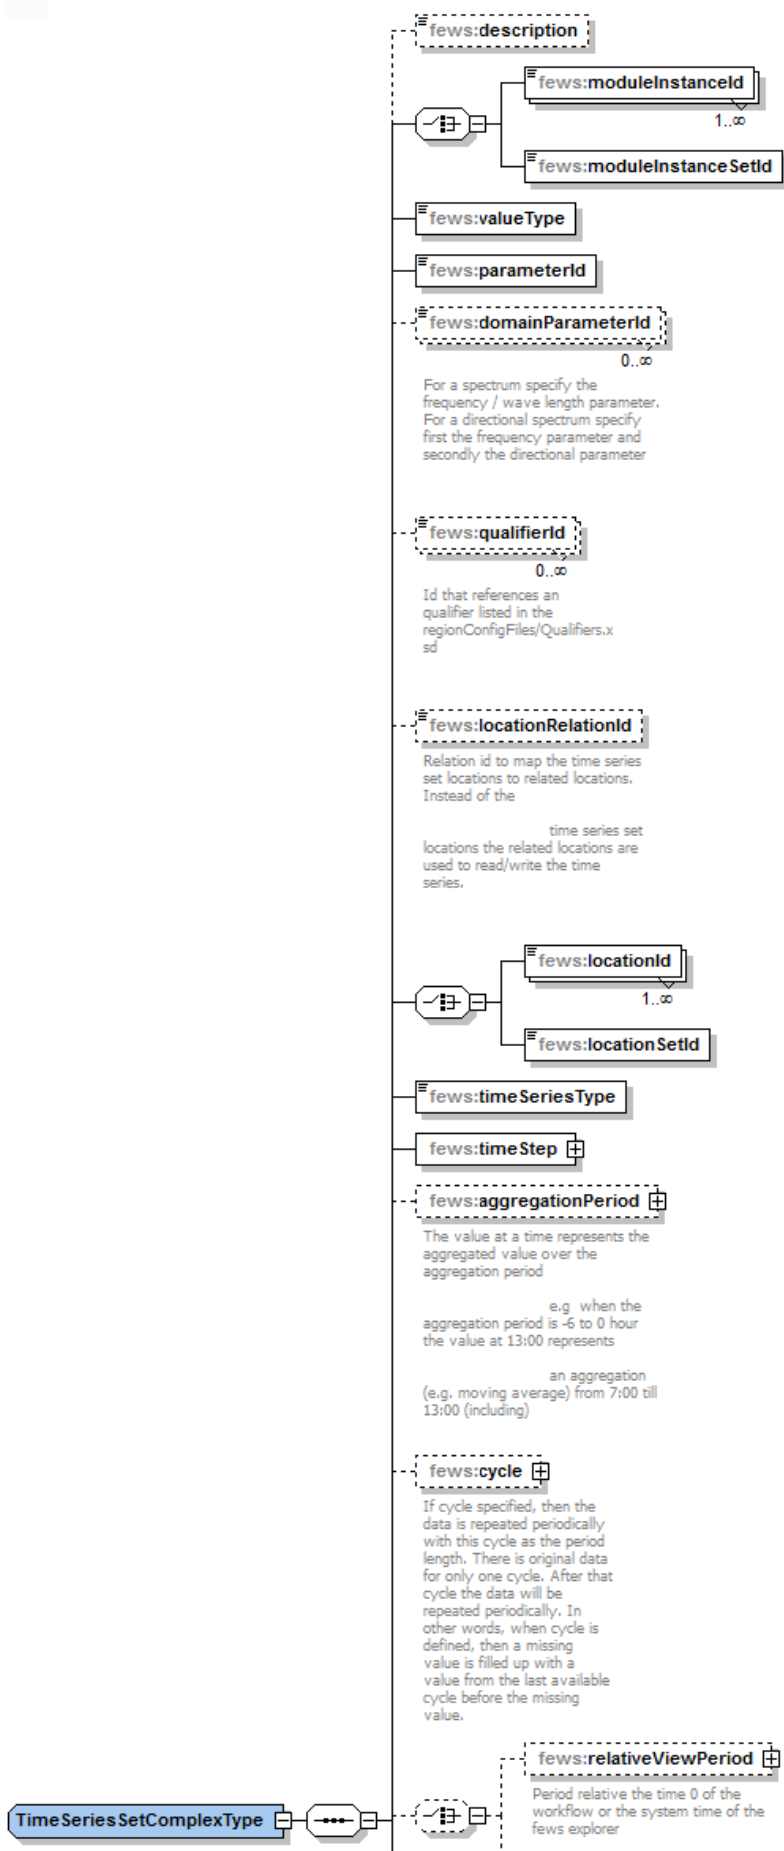 fews:description
fews:moduleInstanceId
1..∞
fews:moduleInstanceSetId
fews:valueType
fews:parameterId
fews:domainParameterId
0..∞
For a spectrum specify the
frequency / wave length parameter.
For a directional spectrum specify
first the frequency parameter and
secondly the directional parameter
fews:qualifierId
0..∞
Id that references an
qualifier listed in the
regionConfigFiles/Qualifiers.x
sd
fews:locationRelationId
Relation id to map the time series
set locations to related locations.
Instead of the
time series set
locations the related locations are
used to read/write the time
series.
fews:locationId
1..∞
fews:locationSetId
fews:timeSeriesType
fews:timeStep
fews:aggregationPeriod
The value at a time represents the
aggregated value over the
aggregation period
e.g when the
aggregation period is -6 to 0 hour
the value at 13:00 represents
an aggregation
(e.g. moving average) from 7:00 till
13:00 (including)
fews:cycle
If cycle specified, then the
data is repeated periodically
with this cycle as the period
length. There is original data
for only one cycle. After that
cycle the data will be
repeated periodically. In
other words, when cycle is
defined, then a missing
value is filled up with a
value from the last available
cycle before the missing
value.
fews:relativeViewPeriod
Period relative the time 0 of the
workflow or the system time of the
fews explorer
TimeSeriesSetComplexType